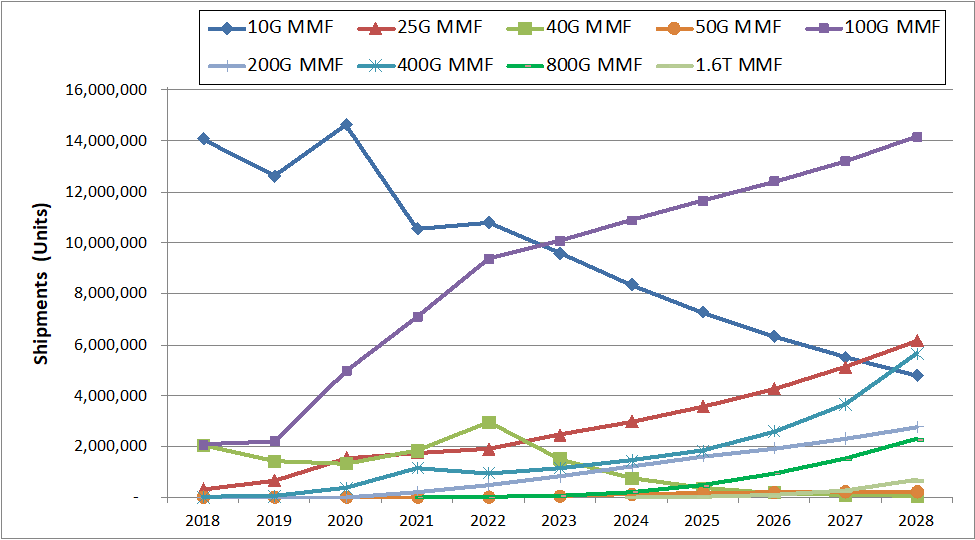 10G MMF 25G MMF 40G MMF 50G MMF 100G MMF
200G MMF 400G MMF 800G MMF 1.6T MMF
Shipments (Units)
16,000,000
14,000,000
12,000,000
10,000,000
8,000,000
6,000,000
4,000,000
2,000,000
-
2018 2019 2020 2021 2022 2023 2024 2025 2026 2027 2028